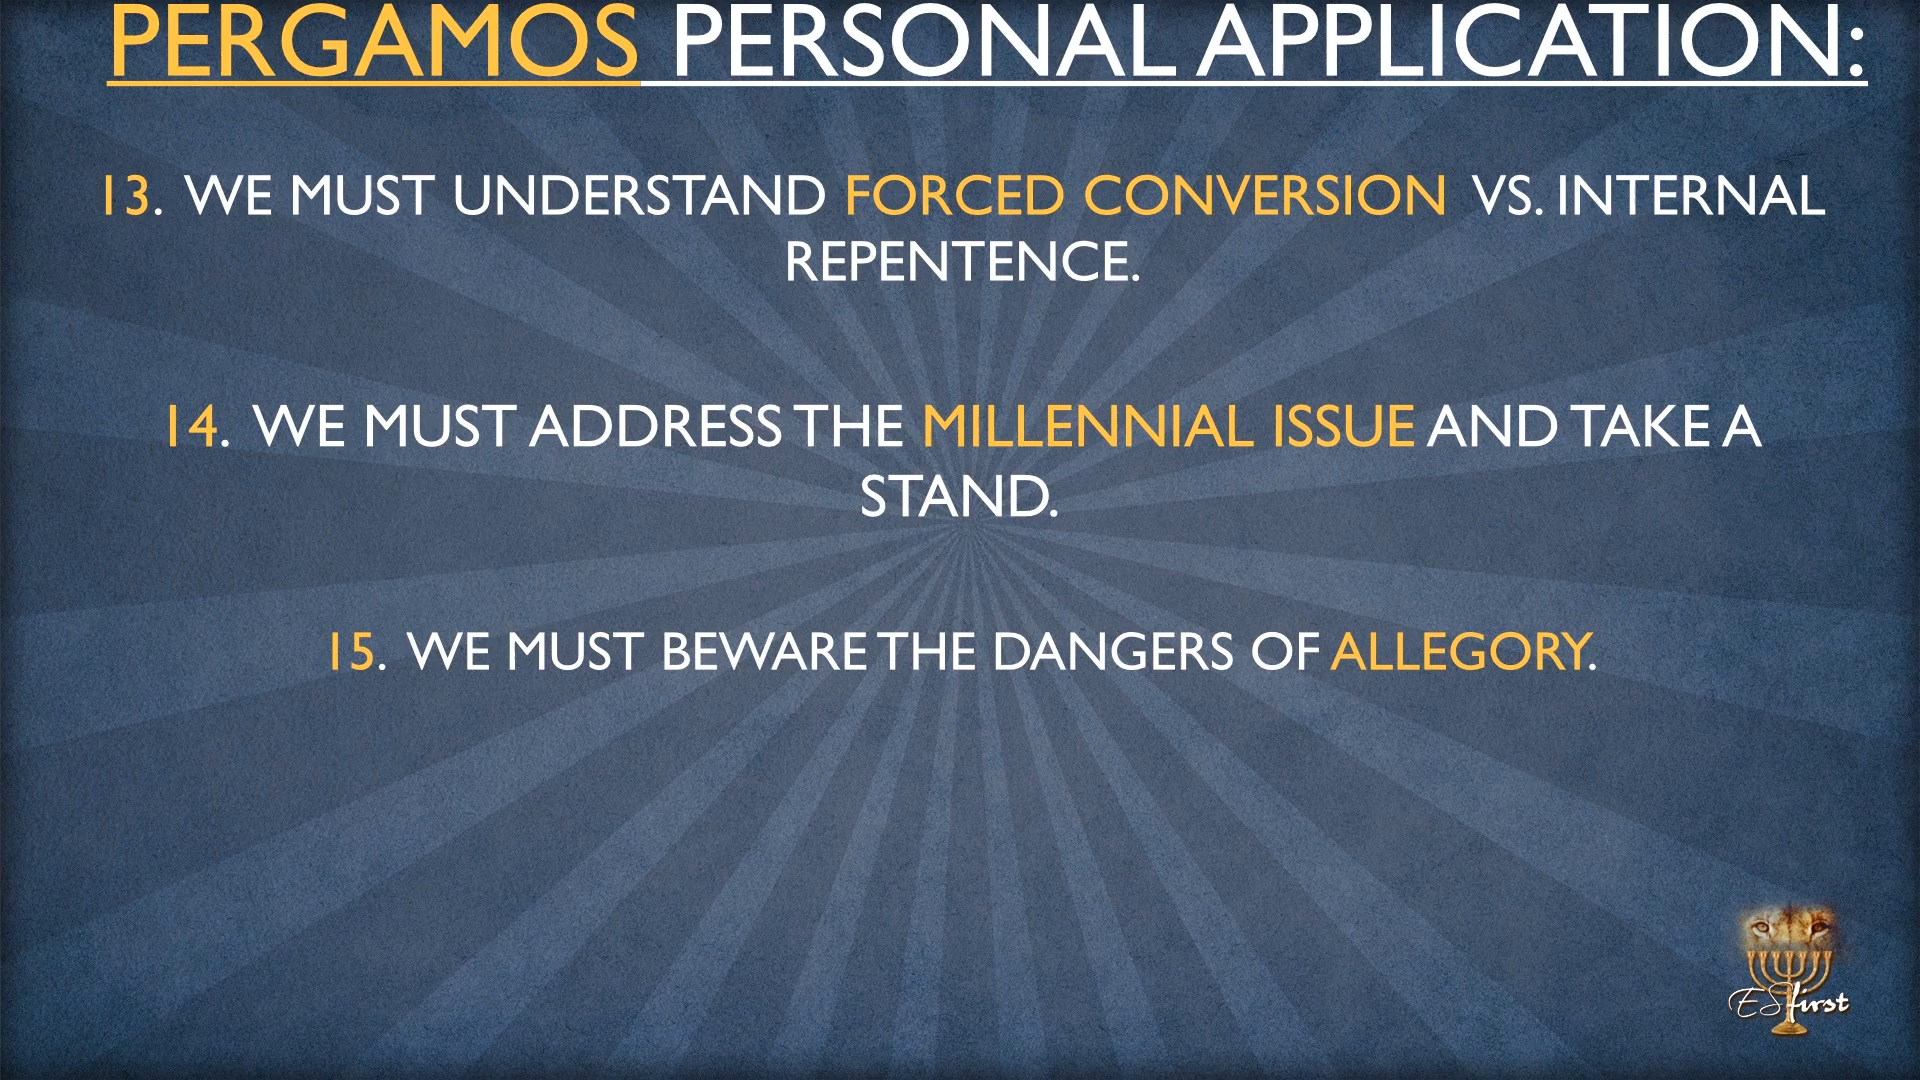 PERGAMOS PERSONAL APPLICATION:
13. WE MUST UNDERSTAND FORCED CONVERSION VS. INTERNAL
REPENTENCE.
14. WE MUST ADDRESS THE MILLENNIAL ISSUE AND TAKE A
STAND.
15. WE MUST BEWARE THE DANGERS OF ALLEGORY.
ESfirst